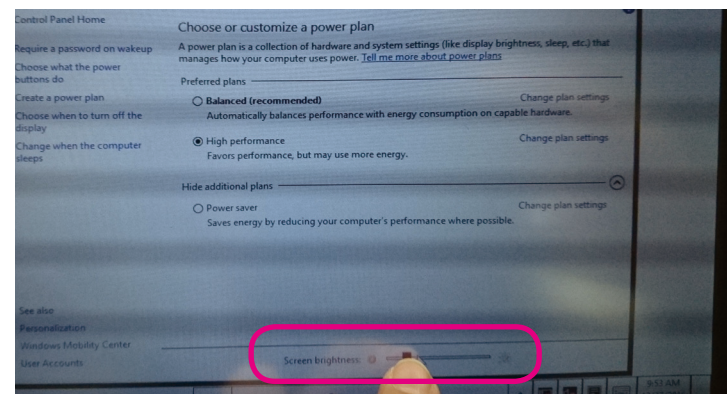 Control Panel Home
Require a password on wakeup
Choose what the power
buttons do
Create a power plan
Choose when to turn off the
display
Change when the computer
sleeps
Choose or customize a power plan
A power plan is a collection of hardware and system settings (like display brightness, sleep, etc.) that
manages how your computer uses power. Tell me more about power plans
Preferred plans
Balanced (recommended)
Change plan settings
Automatically balances performance with energy consumption on capable hardware.
High performance
Change plan settings
Favors performance, but may use more energy.
Hide additional plans
Power saver
Change plan settings
Saves energy by reducing your computer's performance where possible.
See also
Personalization
Windows Mobility Center
User Accounts
Screen brightness:
9:53 AM